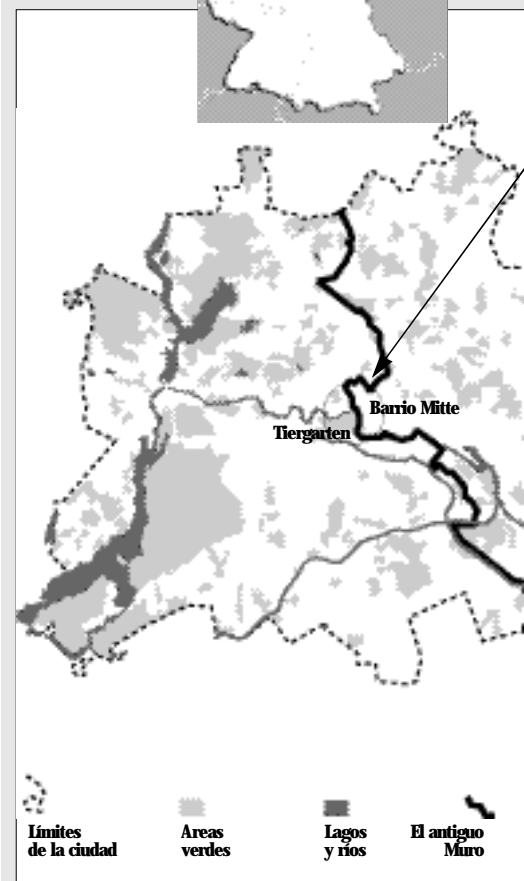 Barrio Mitte
Tiergarten
Límites
de la ciudad
Areas
verdes
Lagos
y ríos
El antiguo
Muro